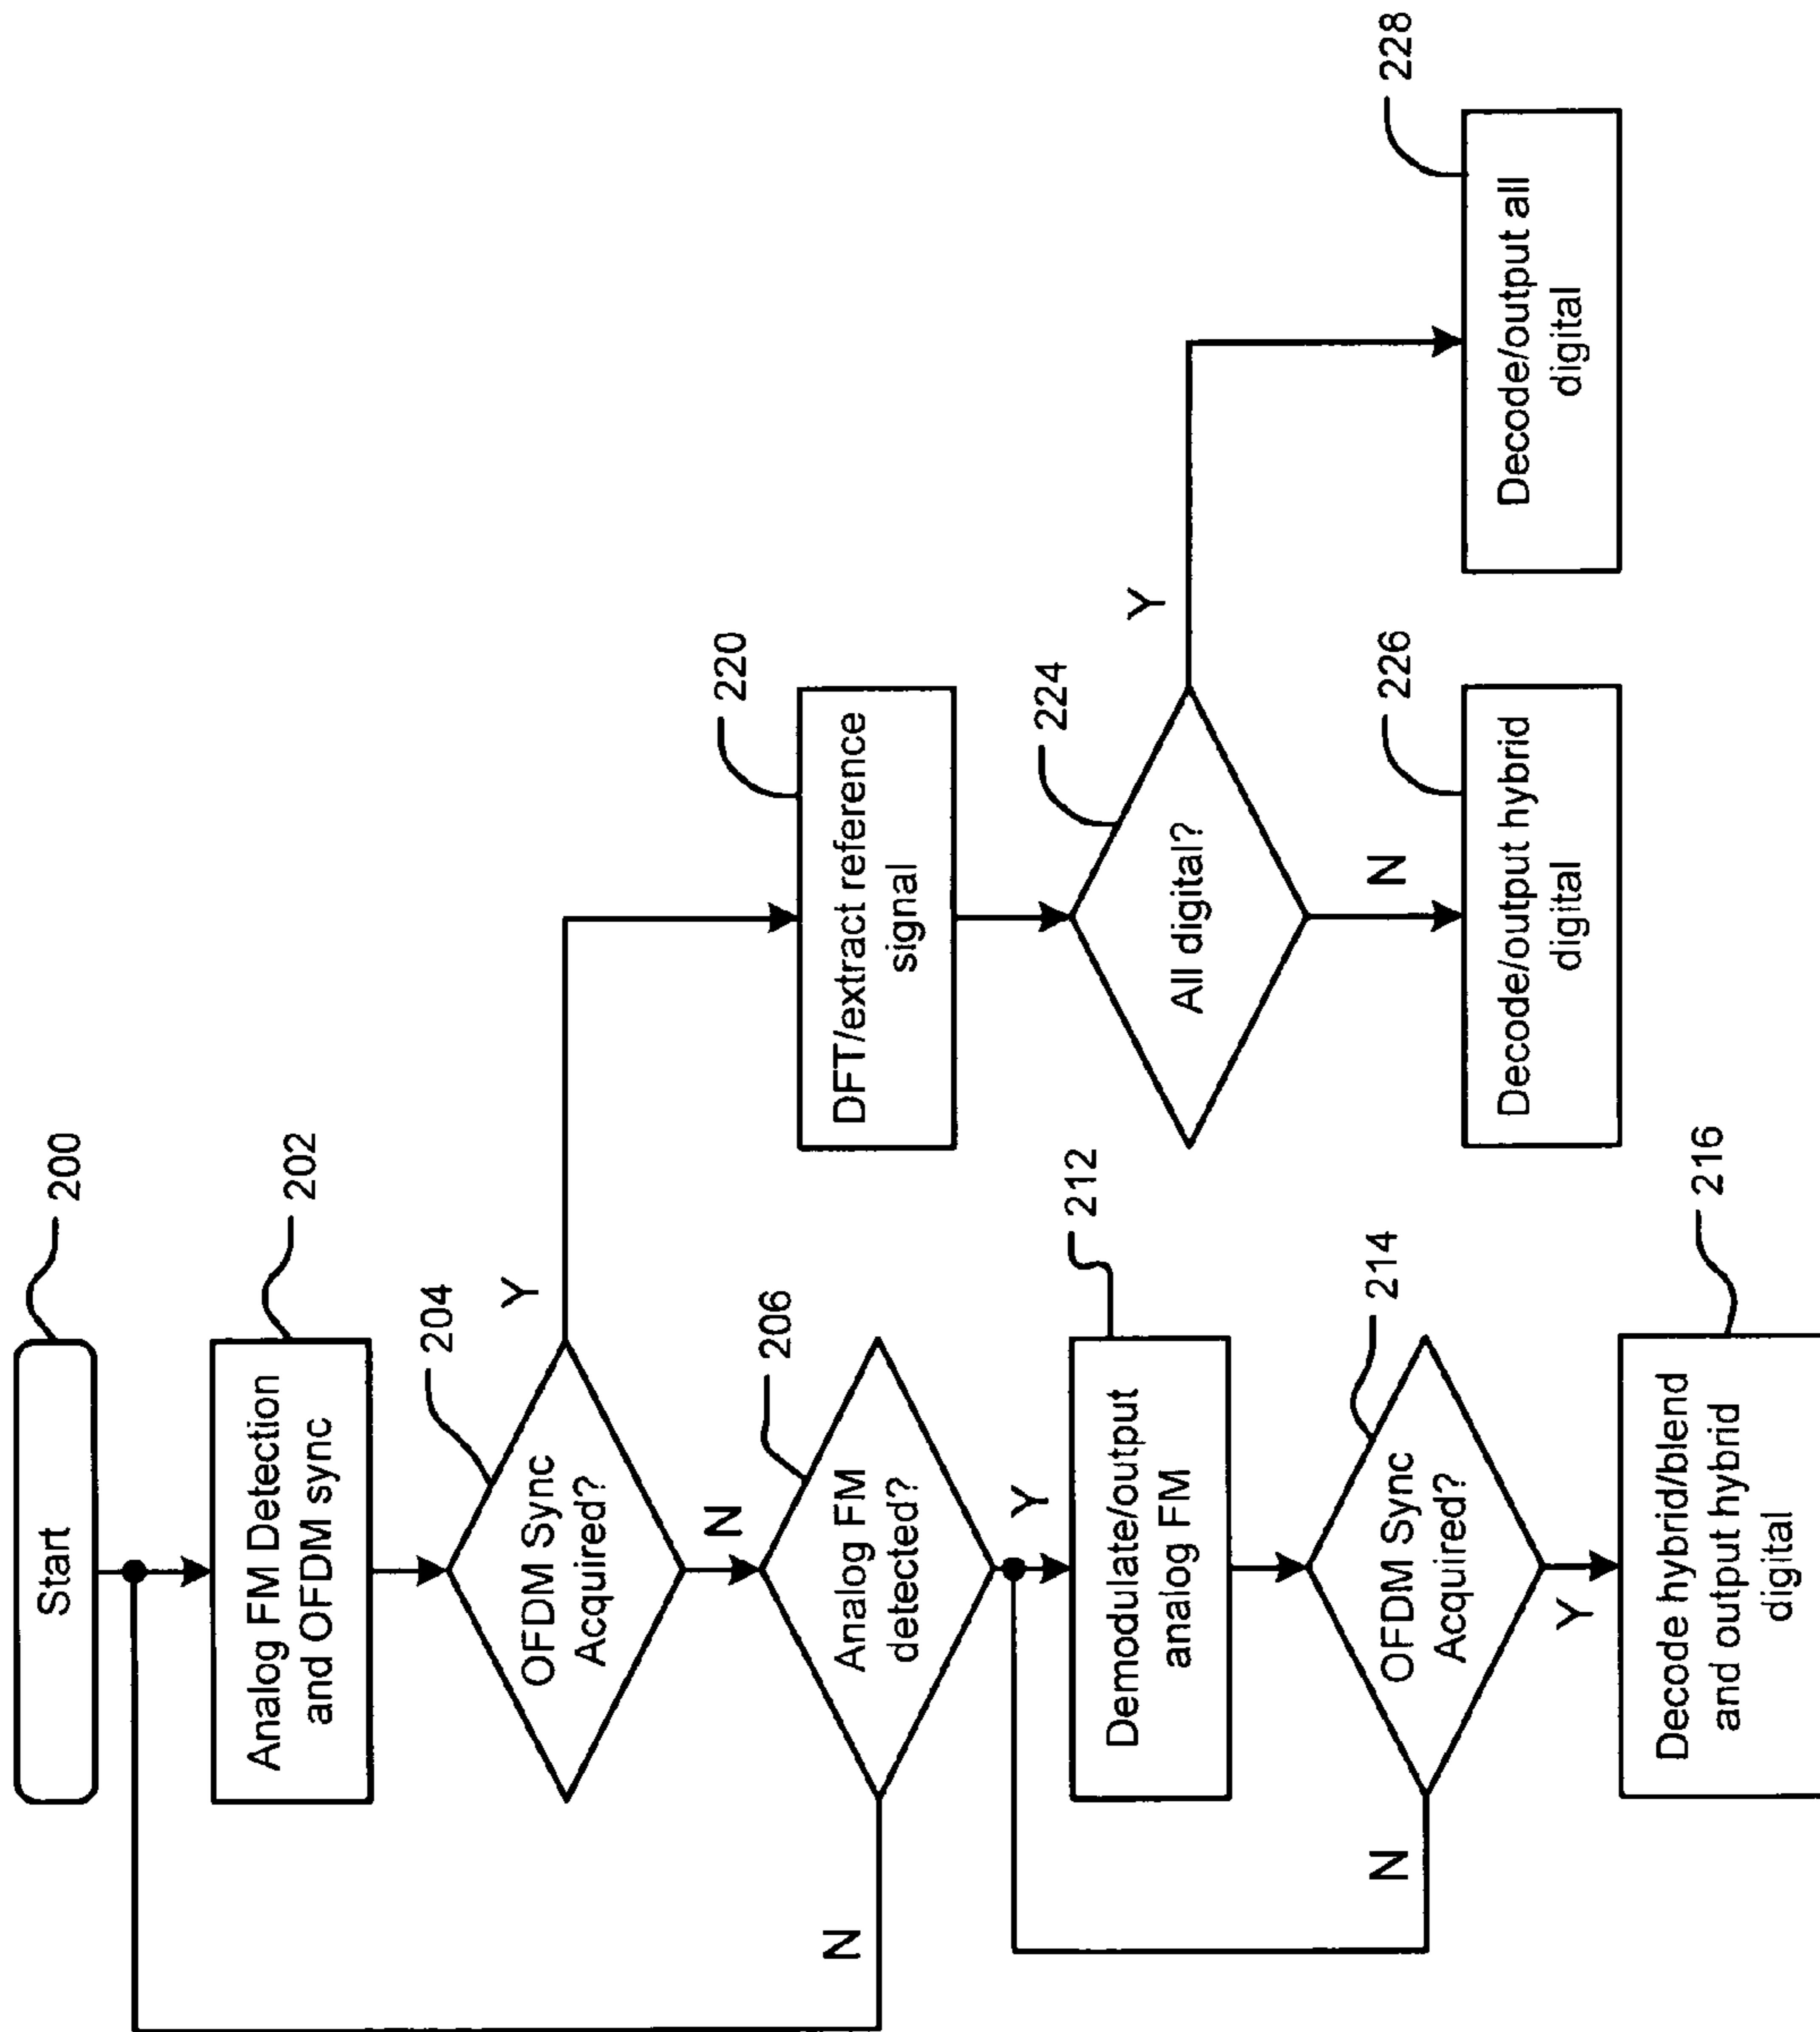 Start
200
Analog FM Detection
and OFDM sync
202
OFDM Sync
Acquired?
204
Y
N
Analog FM
detected?
206
N
Y
Demodulate/output
analog FM
212
OFDM Sync
Acquired?
214
N
Y
Decode hybrid/blend
and output hybrid
digital
216
DFT/extract reference
signal
220
All digital?
224
Y
N
Decode/output hybrid
digital
226
Decode/output all
digital
228